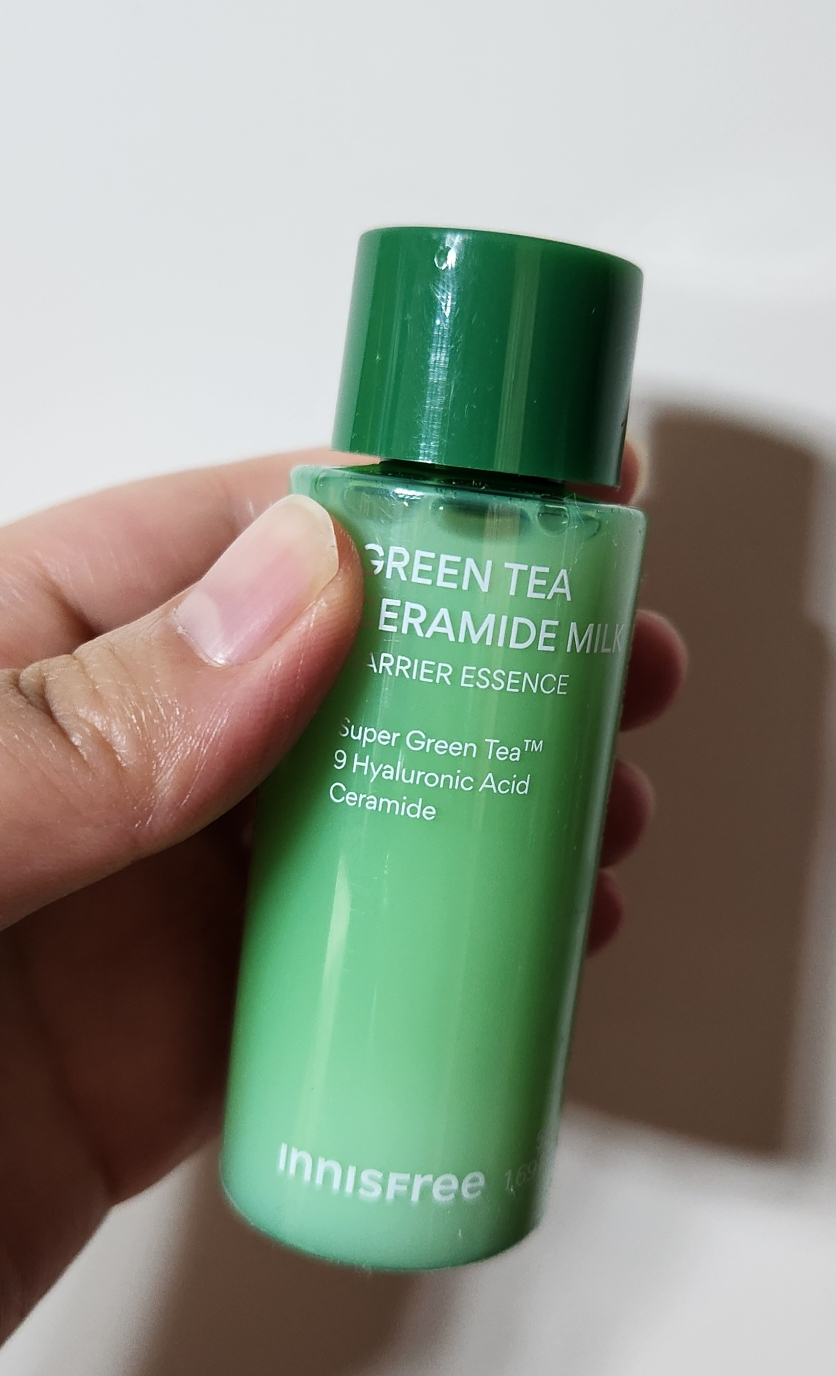 GREEN TEA
ERAMIDE MILK
ARRIER ESSENCE
Super Green Tea™
9 Hyaluronic Acid
Ceramide
innisfree